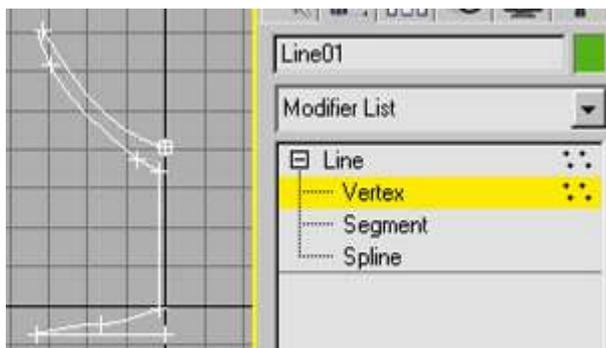 Line01
Modifier List
Line
Vertex
Segment
Spline